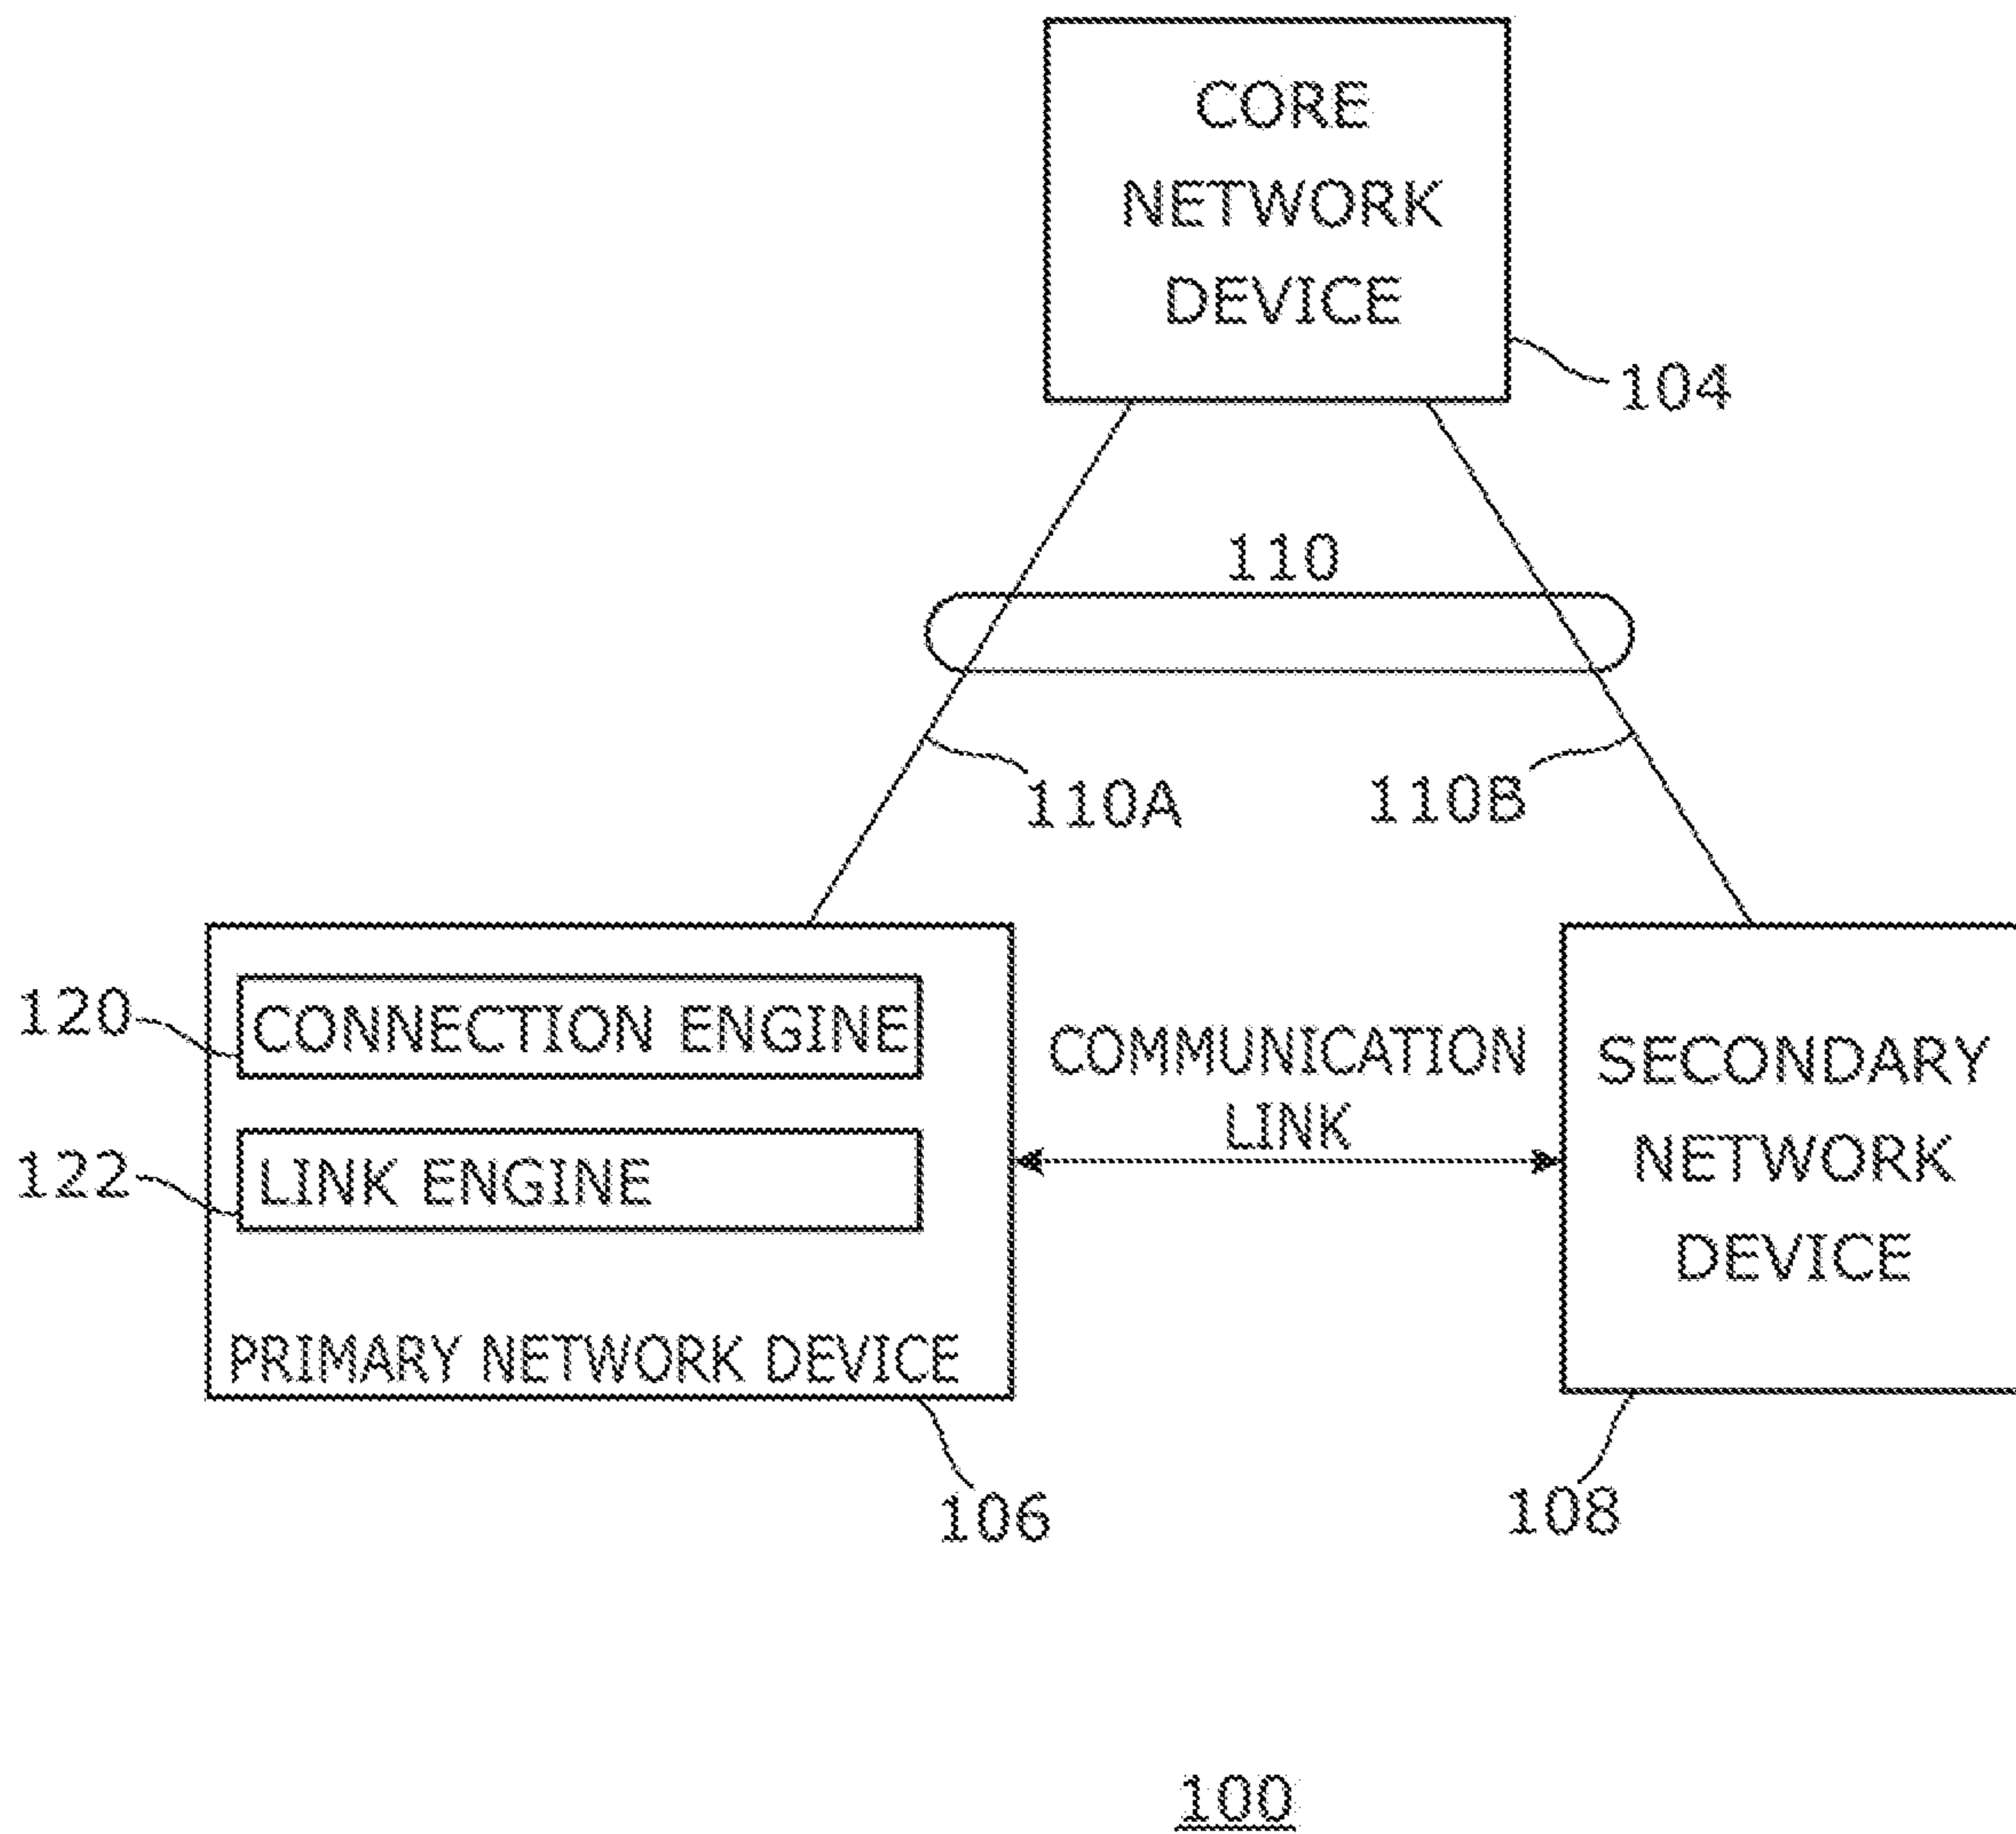 CORE
NETWORK
DEVICE
104
110
110A
110B
120
CONNECTION ENGINE
122
LINK ENGINE
PRIMARY NETWORK DEVICE
106
COMMUNICATION
LINK
SECONDARY
NETWORK
DEVICE
108
100